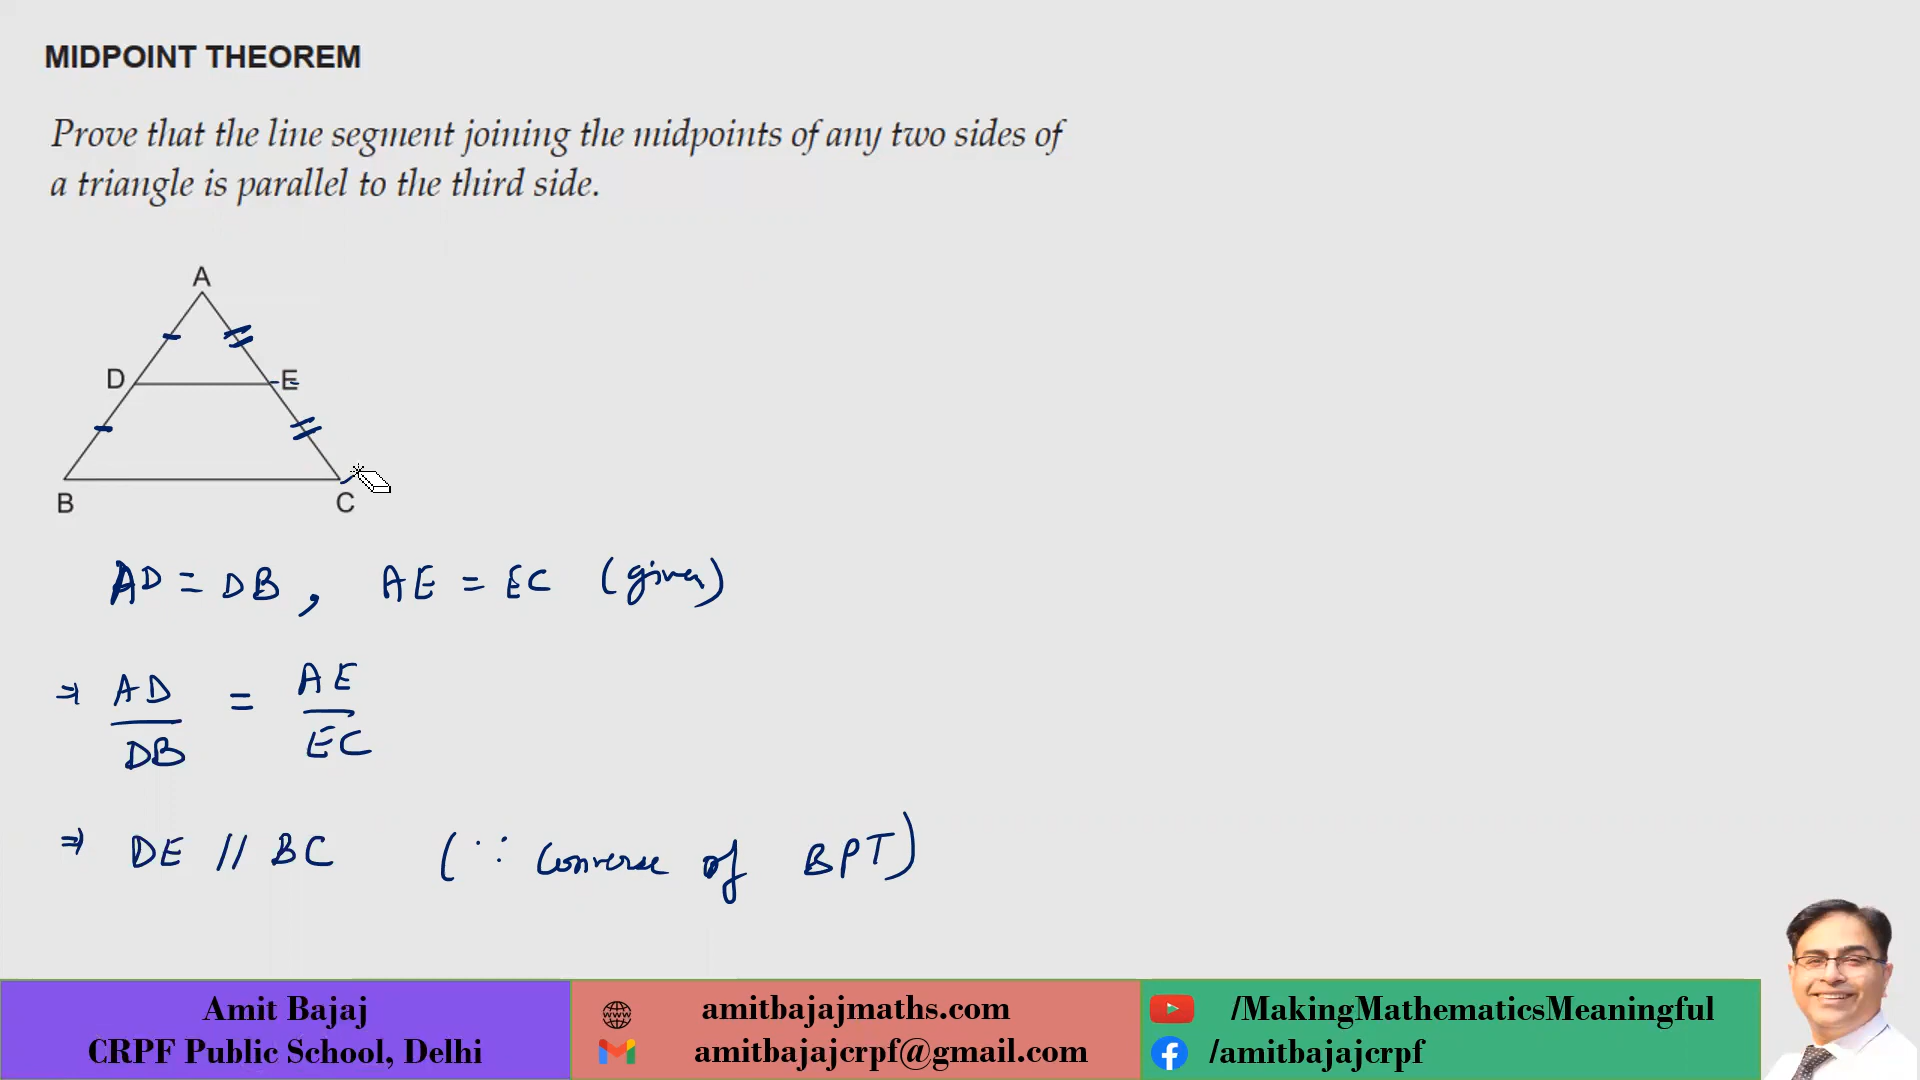 MIDPOINT THEOREM
Prove that the line segment joining the midpoints of any two sides of
a triangle is parallel to the third side.
A
D
E
B
C
AD = DB , AE = EC (given)
⇒ AD/DB = AE/EC
⇒ DE // BC (∵ Converse of BPT)
Amit Bajaj
CRPF Public School, Delhi
www
amitbajajmaths.com
amitbajajcrpf@gmail.com
/MakingMathematicsMeaningful
/amitbajajcrpf